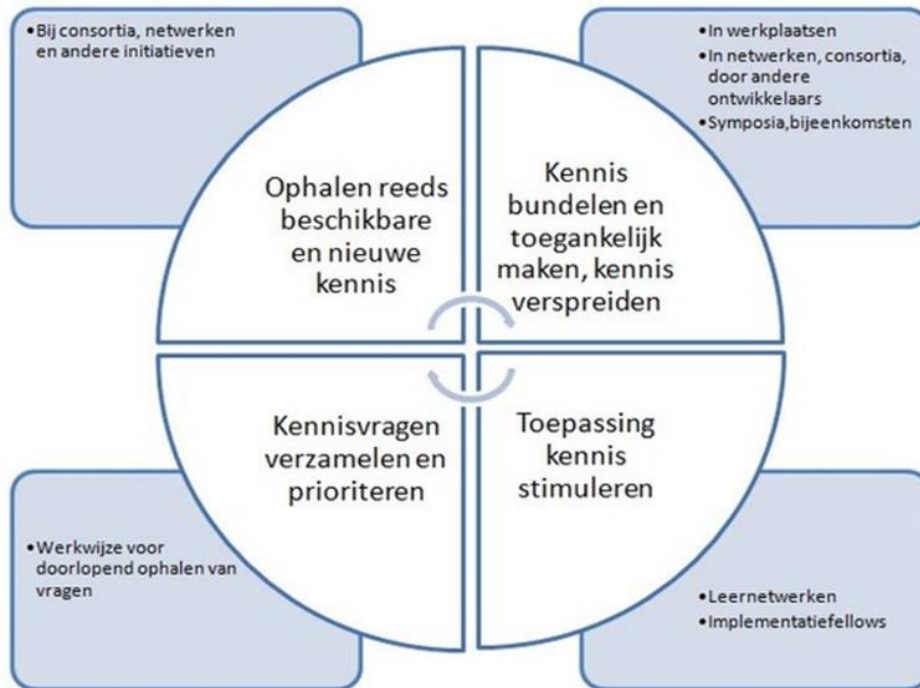 •Bij consortia, netwerken
en andere initiatieven
•In werkplaatsen
•In netwerken, consortia,
door andere
ontwikkelaars
•Symposia,bijeenkomsten
Ophalen reeds
beschikbare
en nieuwe
kennis
Kennis
bundelen en
toegankelijk
maken, kennis
verspreiden
Kennisvragen
verzamelen en
prioriteren
Toepassing
kennis
stimuleren
•Werkwijze voor
doorlopend ophalen van
vragen
•Leernetwerken
•Implementatiefellows